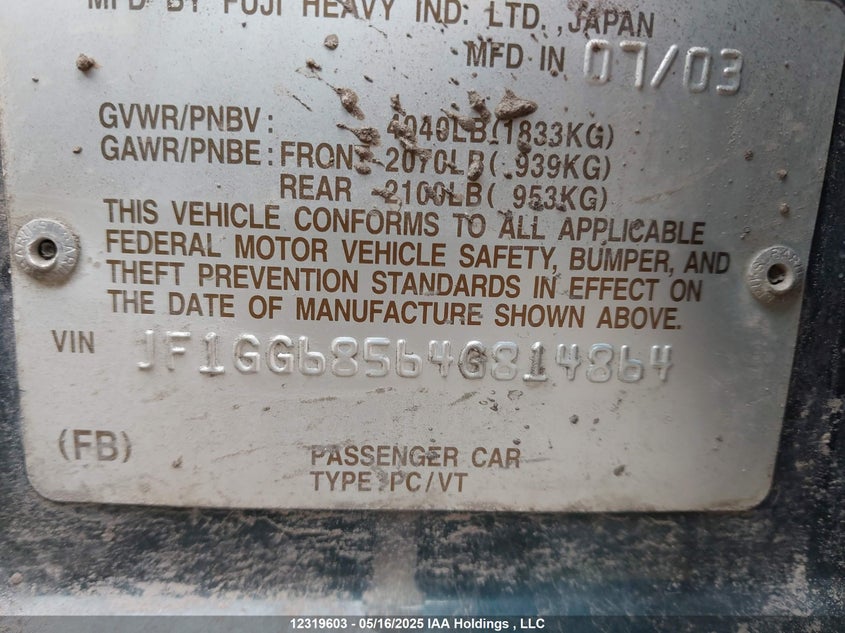 MFD BY FUJI HEAVY IND. LTD., JAPAN
MFD IN 07/03
GVWR/PNBV: 4040LB(1833KG)
GAWR/PNBE: FRONT 2070LB( 939KG)
REAR 2100LB( 953KG)
THIS VEHICLE CONFORMS TO ALL APPLICABLE
FEDERAL MOTOR VEHICLE SAFETY, BUMPER, AND
THEFT PREVENTION STANDARDS IN EFFECT ON
THE DATE OF MANUFACTURE SHOWN ABOVE.
VIN JF1GG68564G814864
(FB)
PASSENGER CAR
TYPE PC/VT
12319603 - 05/16/2025 IAA Holdings , LLC